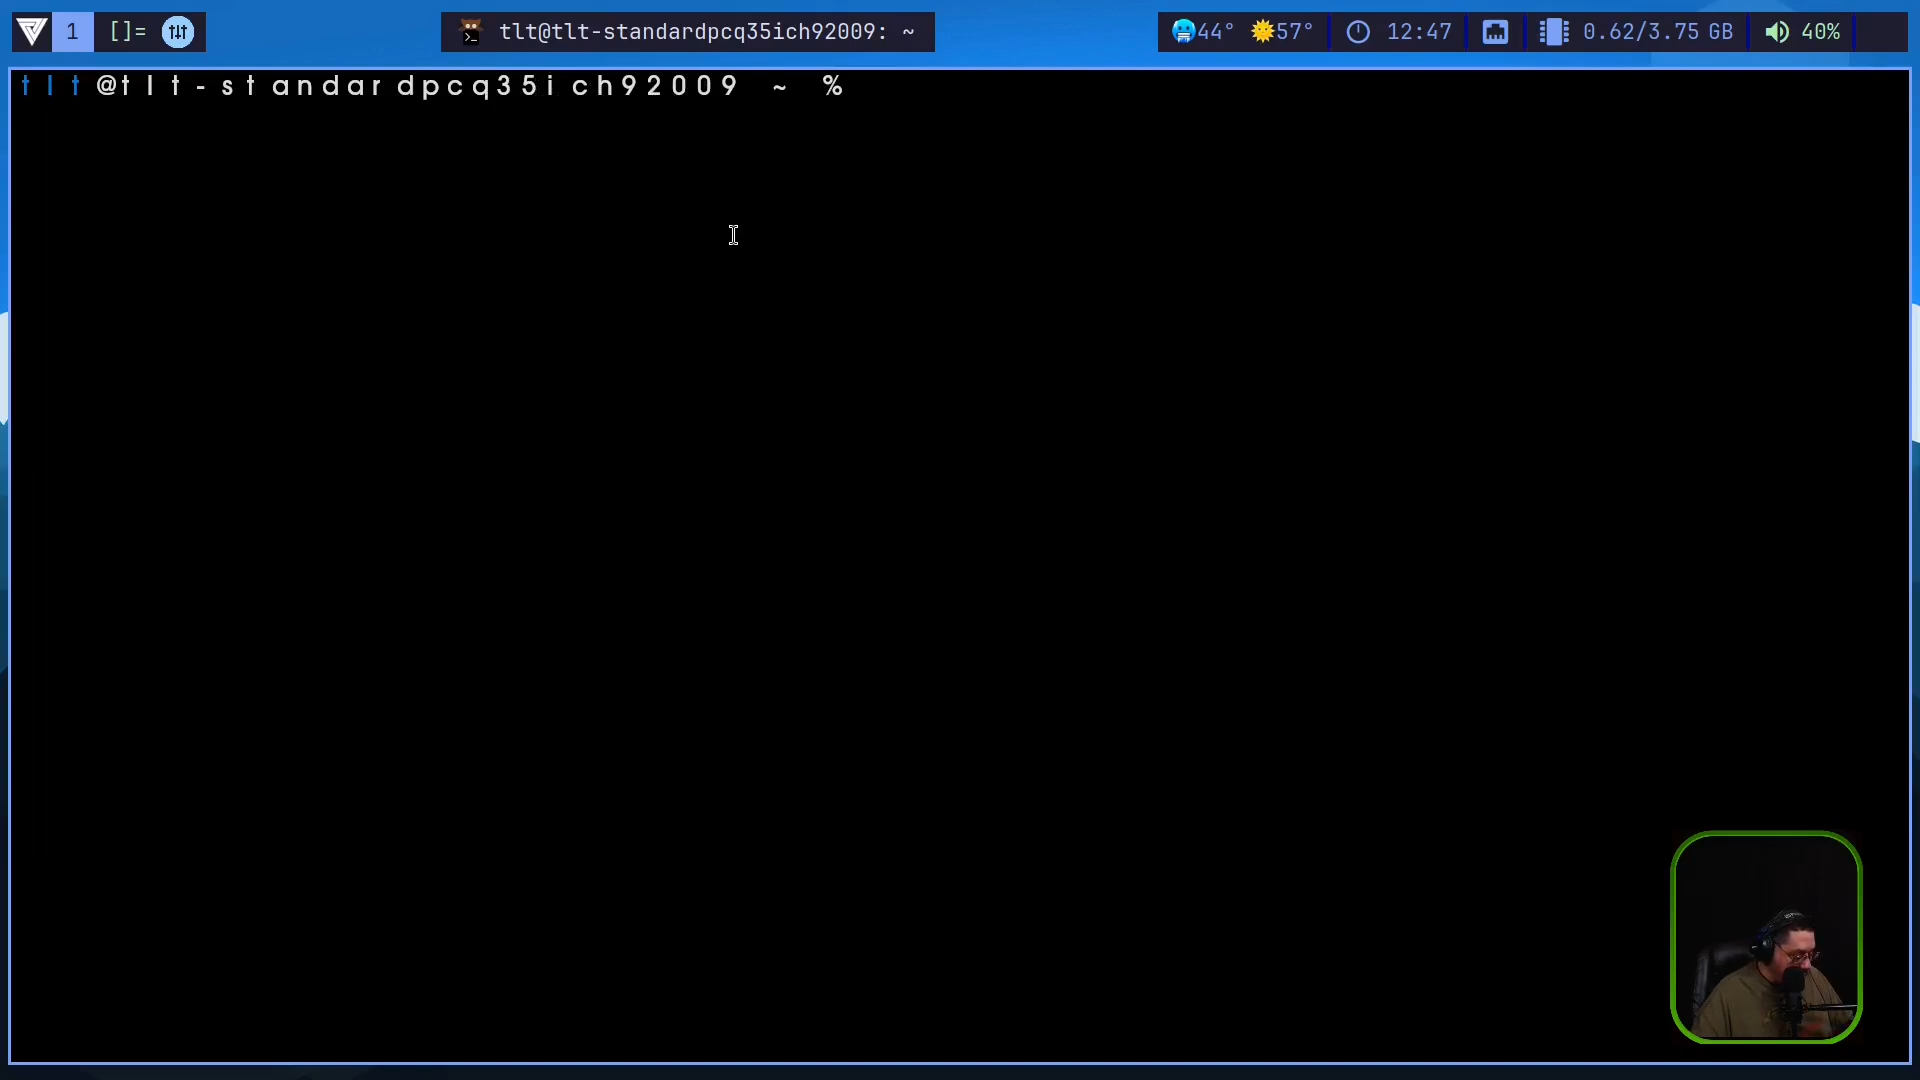 1 []= tlt@tlt-standardpcq35ich92009: ~ 44° 57° 12:47 0.62/3.75 GB 40%
tlt@tlt-standardpcq35ich92009 ~ %